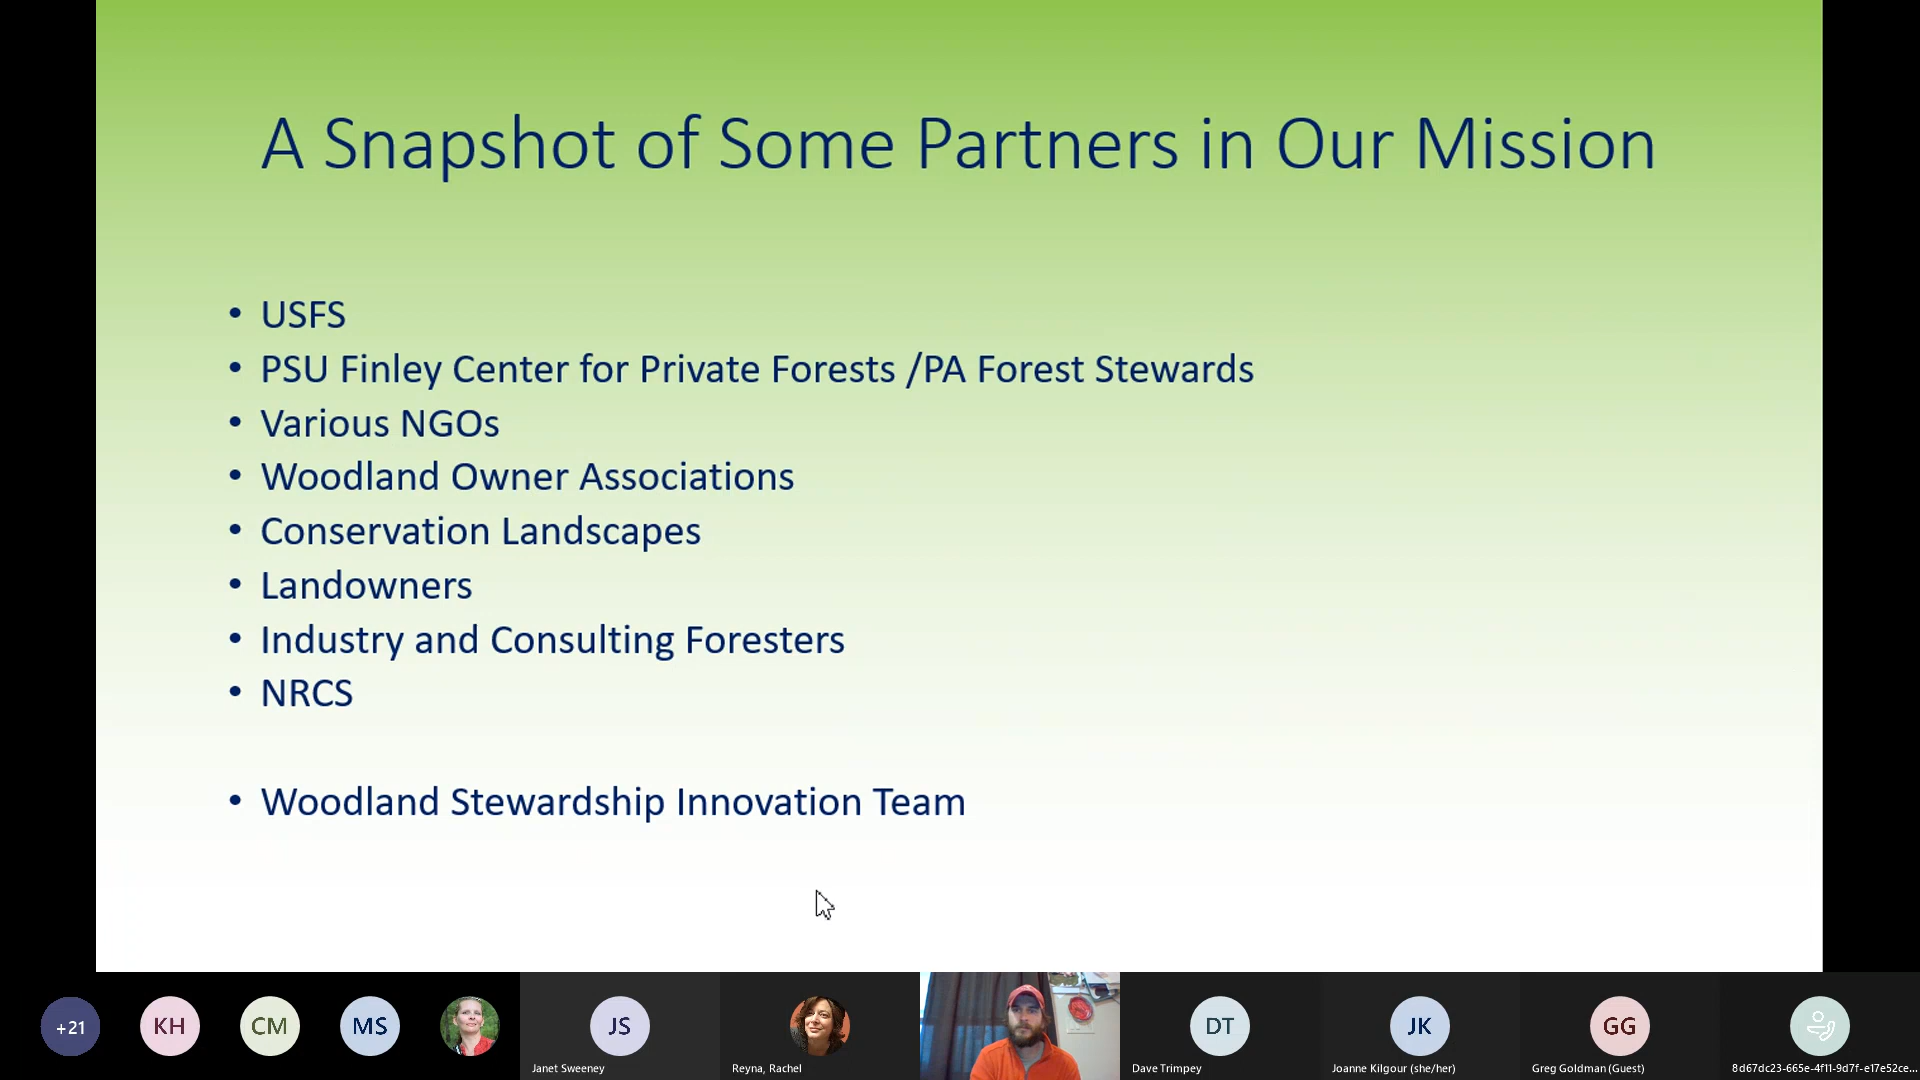 A Snapshot of Some Partners in Our Mission
• USFS
• PSU Finley Center for Private Forests /PA Forest Stewards
• Various NGOs
• Woodland Owner Associations
• Conservation Landscapes
• Landowners
• Industry and Consulting Foresters
• NRCS
• Woodland Stewardship Innovation Team
+21
KH
CM
MS
JS
DT
JK
GG
Janet Sweeney
Reyna, Rachel
Dave Trimpey
Joanne Kilgour (she/her)
Greg Goldman (Guest)
8d67dc23-665e-4f11-9d7f-e17e52ce...